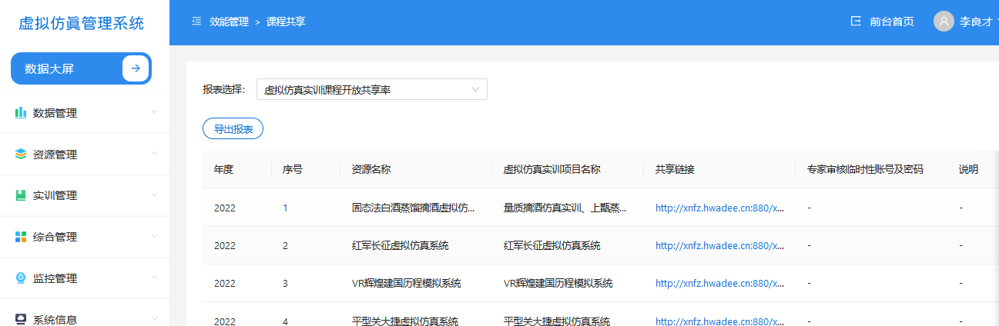 虚拟仿真管理系统
效能管理 > 课程共享
前台首页
李良才
数据大屏
数据管理
资源管理
实训管理
综合管理
监控管理
系统信息
报表选择：
虚拟仿真实训课程开放共享率
导出报表
年度 序号 资源名称 虚拟仿真实训项目名称 共享链接 专家审核临时性账号及密码 说明
2022 1 固态法白酒蒸馏摘酒虚拟仿... 量质摘酒仿真实训、上甑蒸... http://xnfz.hwadee.cn:880/x... - -
2022 2 红军长征虚拟仿真系统 红军长征虚拟仿真系统 http://xnfz.hwadee.cn:880/x... - -
2022 3 VR辉煌建国历程模拟系统 VR辉煌建国历程模拟系统 http://xnfz.hwadee.cn:880/x... - -
2022 4 平型关大捷虚拟仿真系统 平型关大捷虚拟仿真系统 http://xnfz.hwadee.cn:880/x... - -